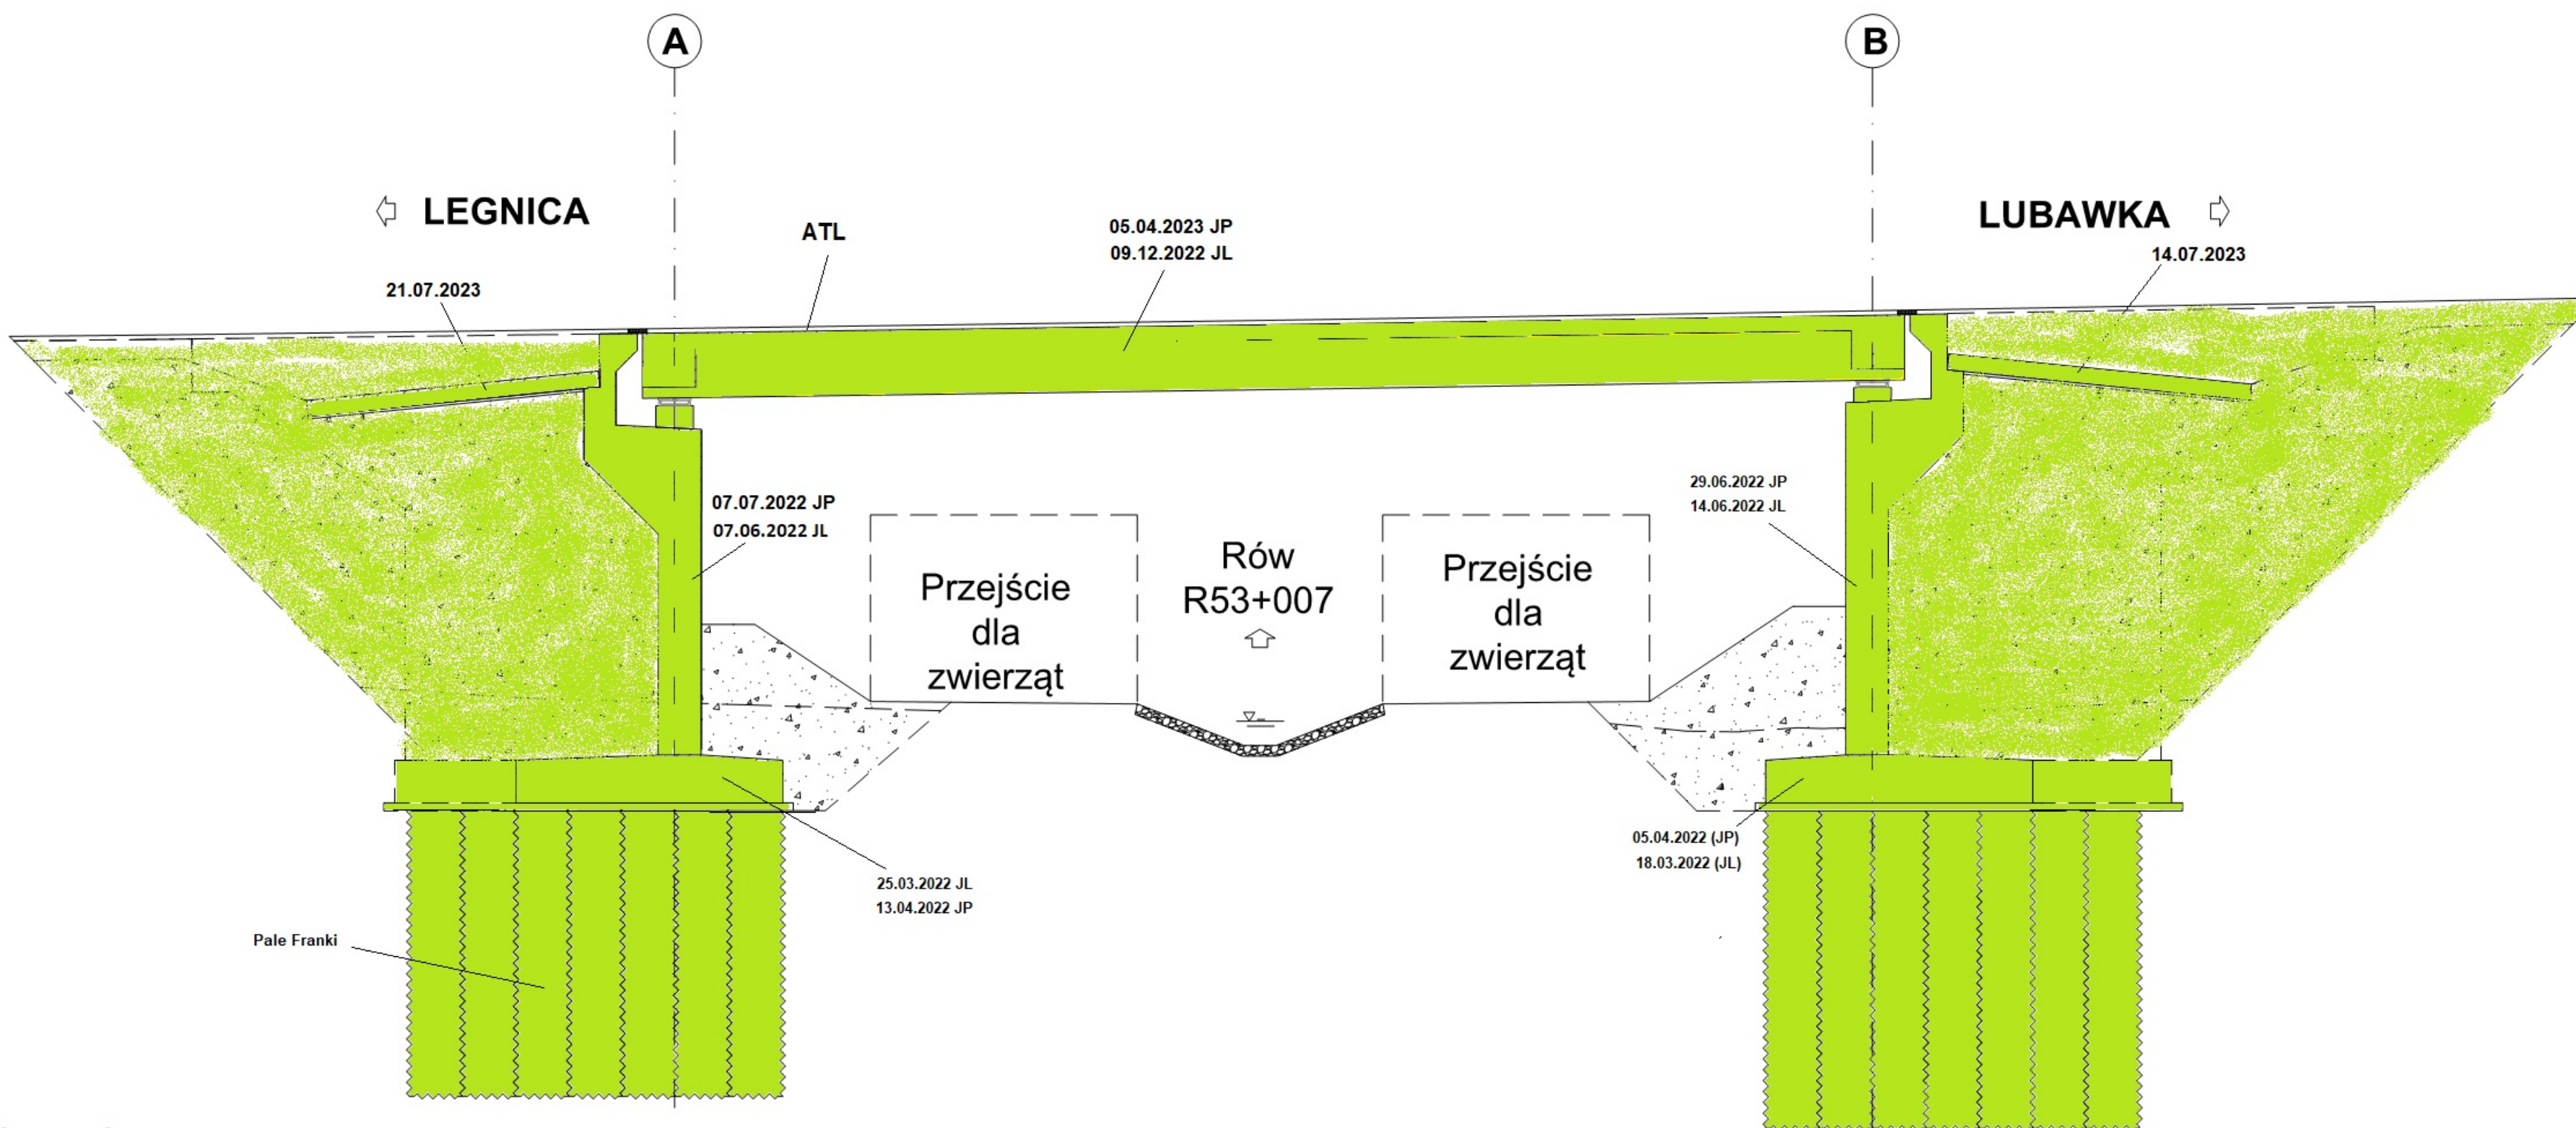 A
B
LEGNICA
LUBAWKA
ATL
05.04.2023 JP
09.12.2022 JL
14.07.2023
21.07.2023
07.07.2022 JP
07.06.2022 JL
29.06.2022 JP
14.06.2022 JL
Przejście
dla
zwierząt
Rów
R53+007
Przejście
dla
zwierząt
05.04.2022 (JP)
18.03.2022 (JL)
25.03.2022 JL
13.04.2022 JP
Pale Franki